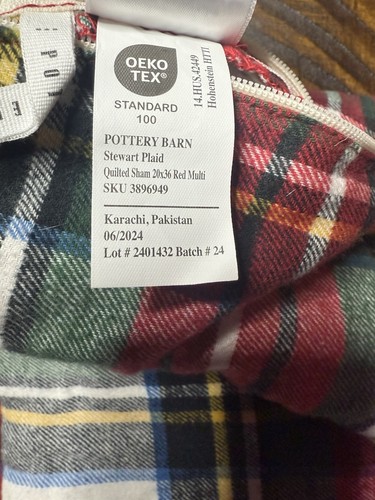 OEKO
TEX®
STANDARD
100
14.HUS.42449
Hohenstein HTTI
POTTERY BARN
Stewart Plaid
Quilted Sham 20x36 Red Multi
SKU 3896949
Karachi, Pakistan
06/2024
Lot # 2401432 Batch # 24